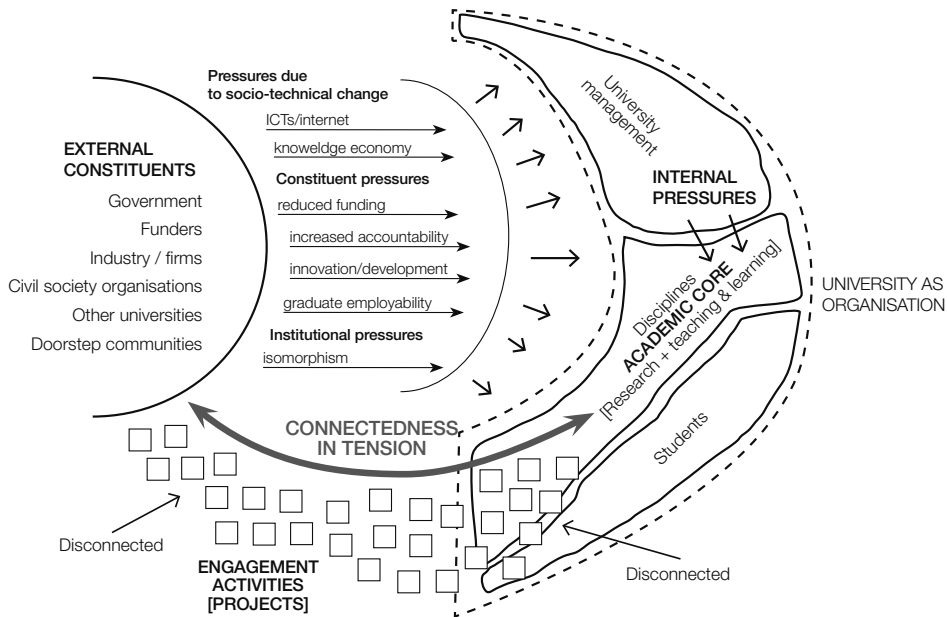 Pressures due
to socio-technical change
ICTs/internet
knoweldge economy
Constituent pressures
reduced funding
increased accountability
innovation/development
graduate employability
Institutional pressures
isomorphism
EXTERNAL
CONSTITUENTS
Government
Funders
Industry / firms
Civil society organisations
Other universities
Doorstep communities
University
management
INTERNAL
PRESSURES
Disciplines
ACADEMIC CORE
[Research + teaching & learning]
Students
UNIVERSITY AS
ORGANISATION
CONNECTEDNESS
IN TENSION
Disconnected
ENGAGEMENT
ACTIVITIES
[PROJECTS]
Disconnected